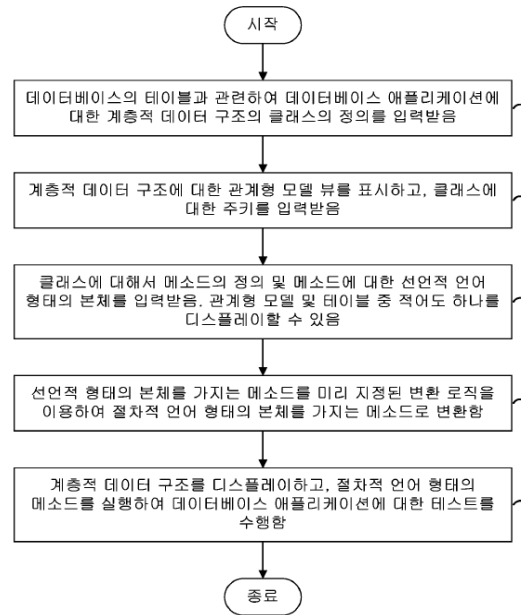 시작
데이터베이스의 테이블과 관련하여 데이터베이스 애플리케이션에
대한 계층적 데이터 구조의 클래스의 정의를 입력받음
계층적 데이터 구조에 대한 관계형 모델 뷰를 표시하고, 클래스에
대한 주키를 입력받음
클래스에 대해서 메소드의 정의 및 메소드에 대한 선언적 언어
형태의 본체를 입력받음. 관계형 모델 및 테이블 중 적어도 하나를
디스플레이할 수 있음
선언적 형태의 본체를 가지는 메소드를 미리 지정된 변환 로직을
이용하여 절차적 언어 형태의 본체를 가지는 메소드로 변환함
계층적 데이터 구조를 디스플레이하고, 절차적 언어 형태의
메소드를 실행하여 데이터베이스 애플리케이션에 대한 테스트를
수행함
종료